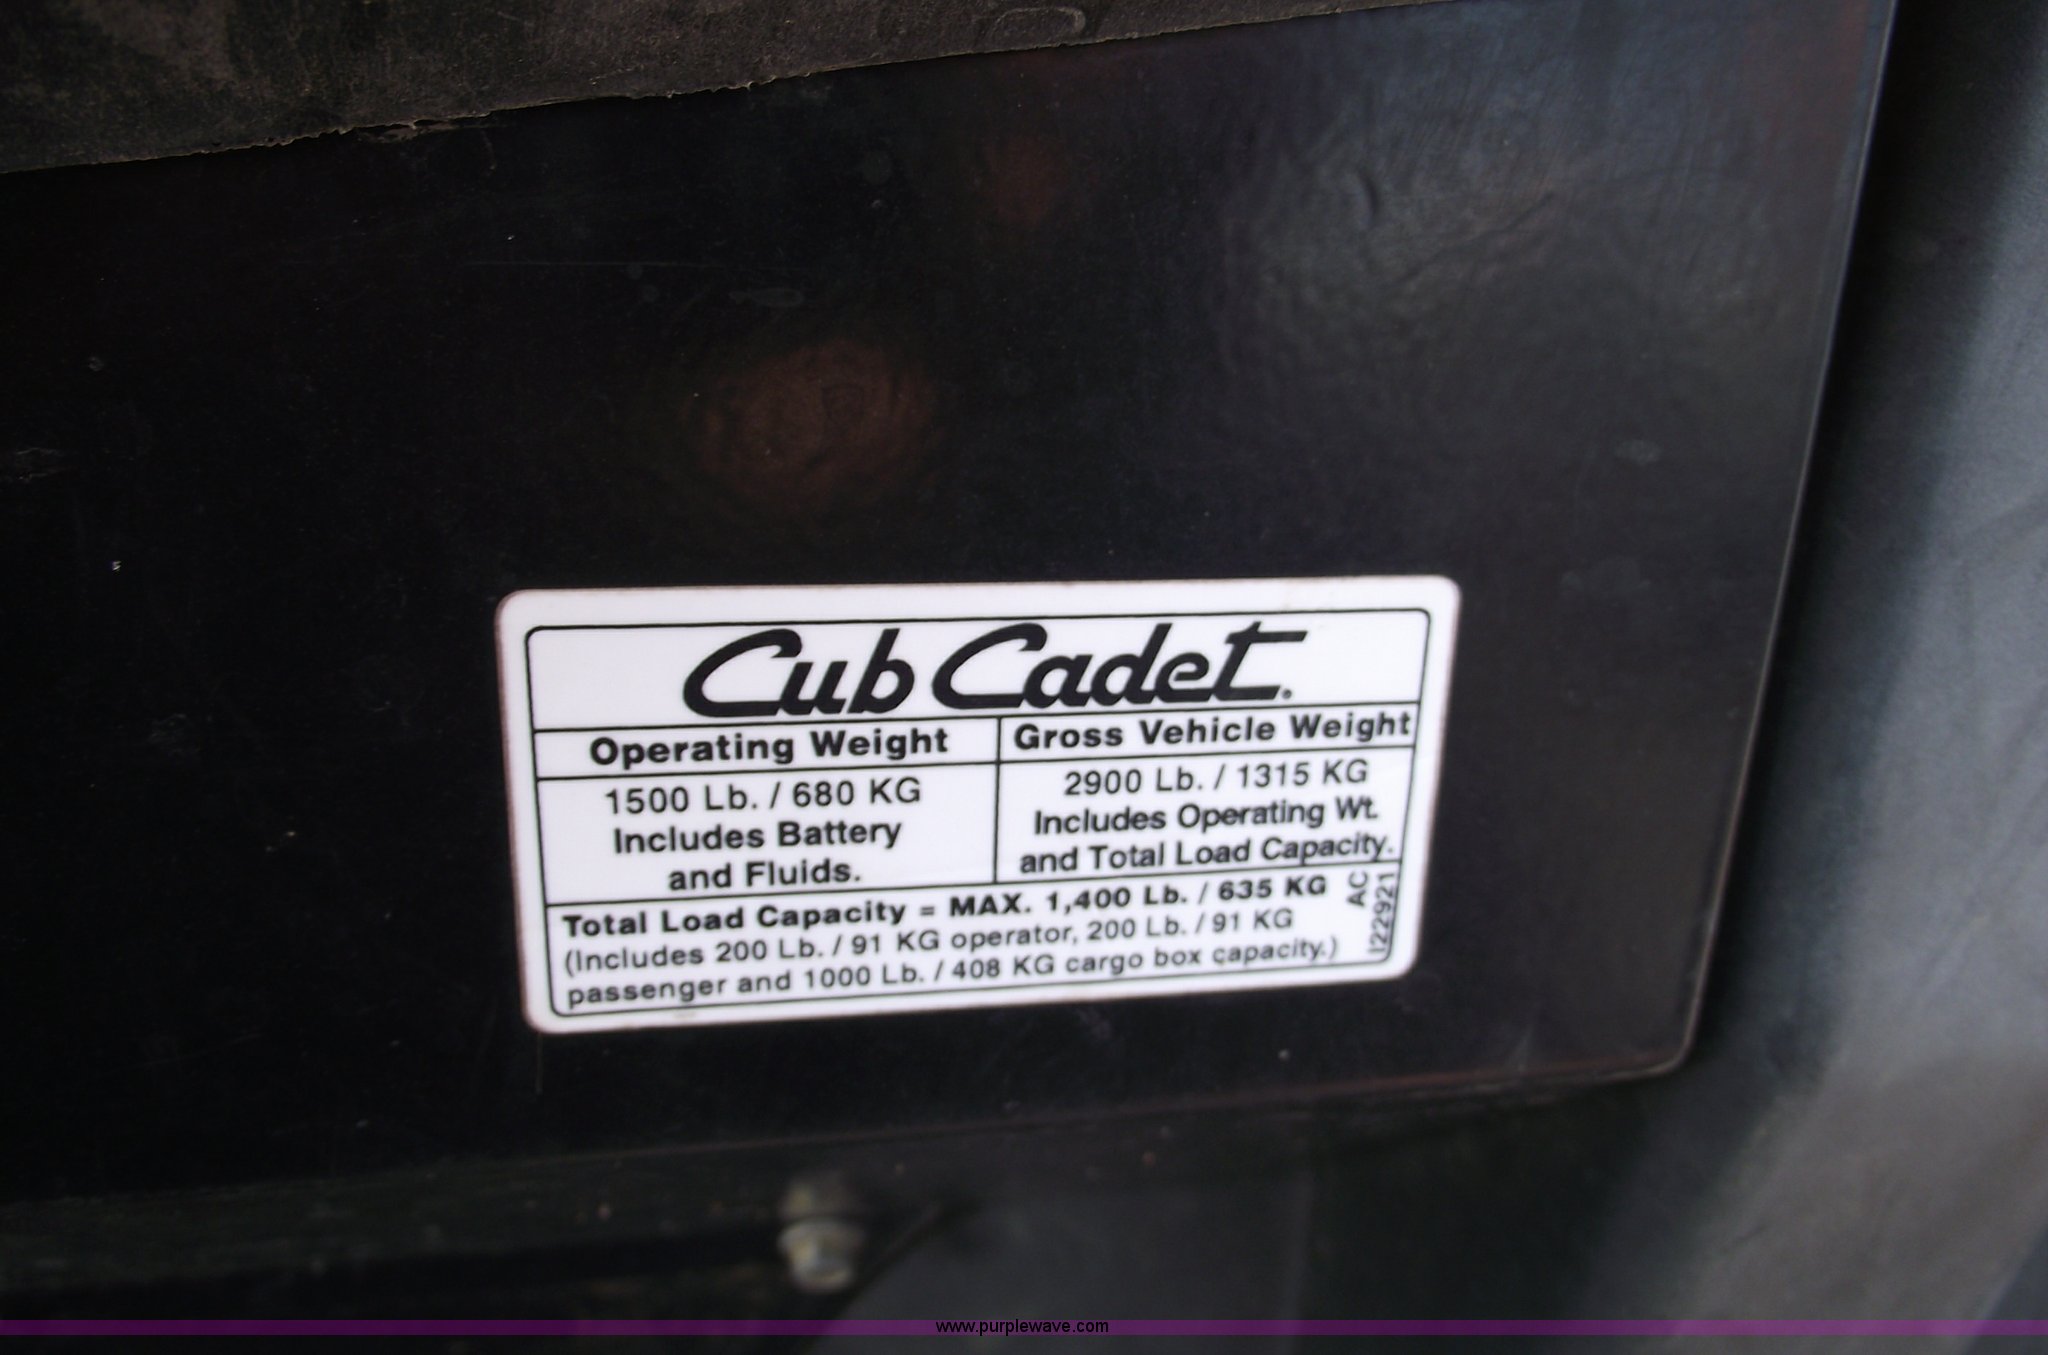 Cub Cadet.
Operating Weight
1500 Lb. / 680 KG
Includes Battery
and Fluids.
Gross Vehicle Weight
2900 Lb. / 1315 KG
Includes Operating Wt.
and Total Load Capacity.
Total Load Capacity = MAX. 1,400 Lb. / 635 KG
(Includes 200 Lb. / 91 KG operator, 200 Lb. / 91 KG
passenger and 1000 Lb. / 408 KG cargo box capacity.)
AC
I22921
www.purplewave.com